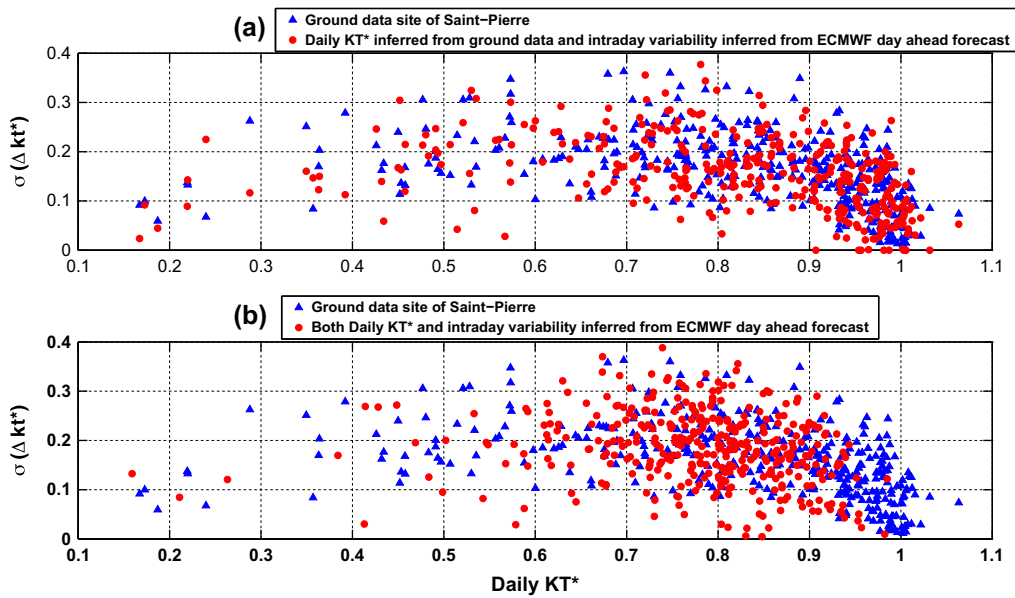 (a)
Ground data site of Saint−Pierre
Daily KT* inferred from ground data and intraday variability inferred from ECMWF day ahead forecast
0.4
0.3
0.2
0.1
0
σ (Δ kt*)
0.1 0.2 0.3 0.4 0.5 0.6 0.7 0.8 0.9 1 1.1
(b)
Ground data site of Saint−Pierre
Both Daily KT* and intraday variability inferred from ECMWF day ahead forecast
0.4
0.3
0.2
0.1
0
σ (Δ kt*)
0.1 0.2 0.3 0.4 0.5 0.6 0.7 0.8 0.9 1 1.1
Daily KT*